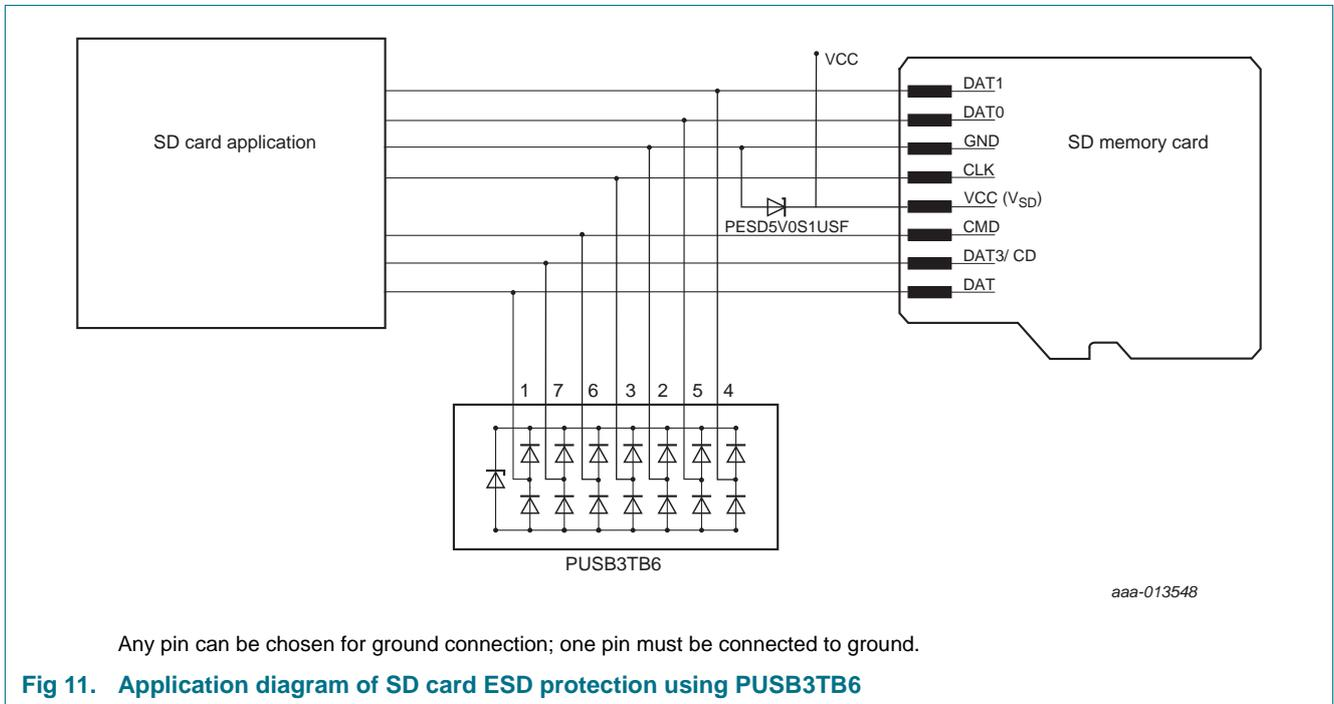 VCC
DAT1
DAT0
SD card application
GND
SD memory card
CLK
VCC (VSD)
PESD5V0S1USF
CMD
DAT3/ CD
DAT
1 7 6 3 2 5 4
PUSB3TB6
aaa-013548
Any pin can be chosen for ground connection; one pin must be connected to ground.
Fig 11. Application diagram of SD card ESD protection using PUSB3TB6